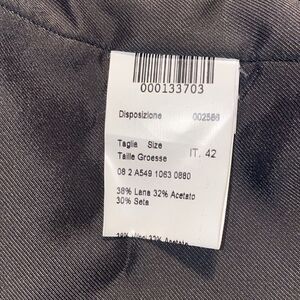 000133703
Disposizione 002586
Taglia Size
Taille Groesse IT. 42
08 2 A549 1063 0880
38% Lana 32% Acetato
30% Seta